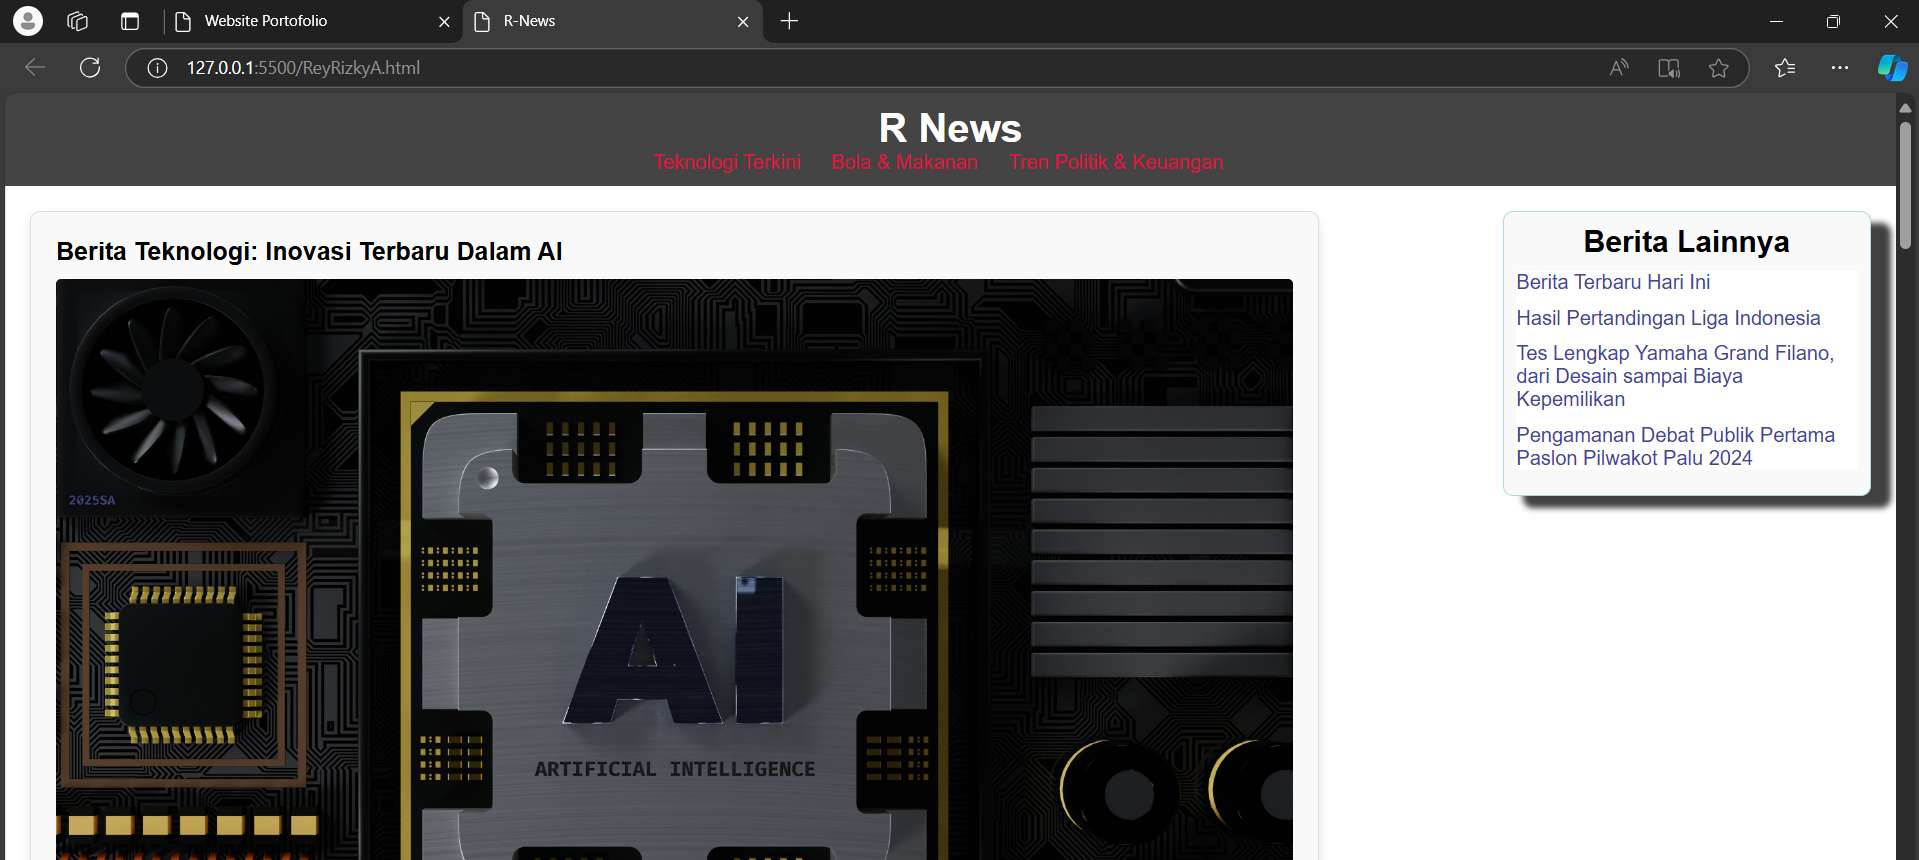 Website Portofolio
R-News
127.0.0.1:5500/ReyRizkyA.html
R News
Teknologi Terkini Bola & Makanan Tren Politik & Keuangan
Berita Teknologi: Inovasi Terbaru Dalam AI
2025SA
AI
ARTIFICIAL INTELLIGENCE
Berita Lainnya
Berita Terbaru Hari Ini
Hasil Pertandingan Liga Indonesia
Tes Lengkap Yamaha Grand Filano,
dari Desain sampai Biaya
Kepemilikan
Pengamanan Debat Publik Pertama
Paslon Pilwakot Palu 2024